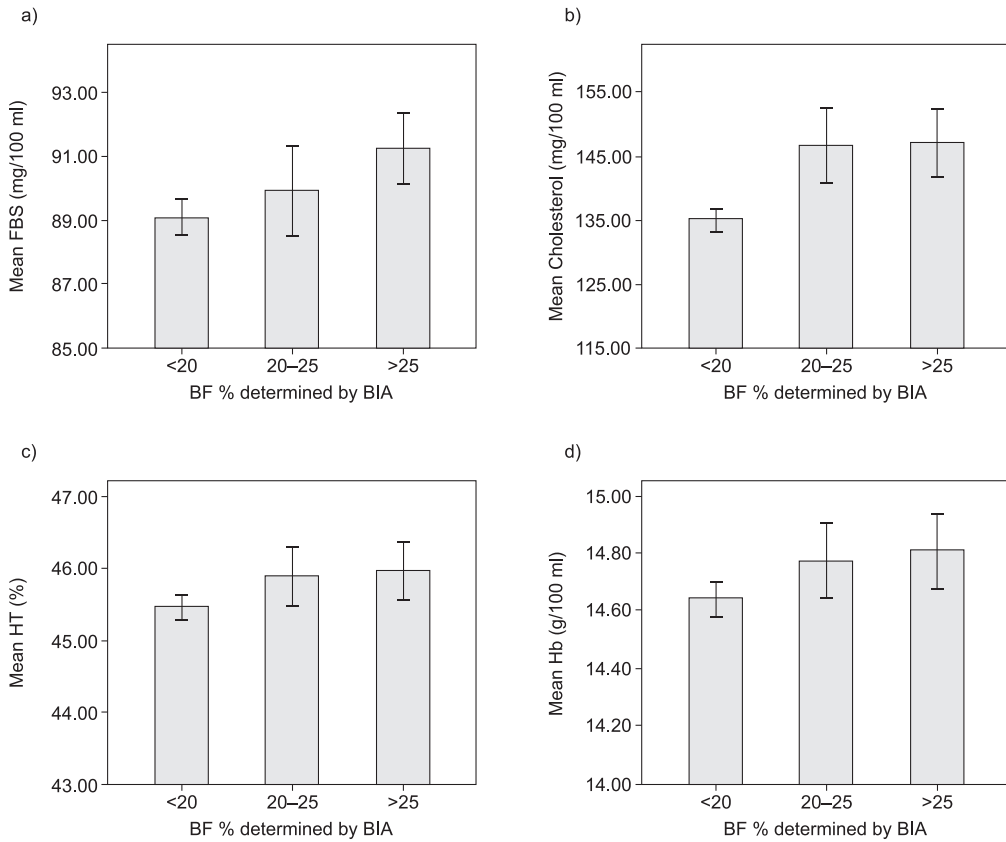 a)
Mean FBS (mg/100 ml)
93.00
91.00
89.00
87.00
85.00
<20
20–25
>25
BF % determined by BIA
b)
Mean Cholesterol (mg/100 ml)
155.00
145.00
135.00
125.00
115.00
<20
20–25
>25
BF % determined by BIA
c)
Mean HT (%)
47.00
46.00
45.00
44.00
43.00
<20
20–25
>25
BF % determined by BIA
d)
Mean Hb (g/100 ml)
15.00
14.80
14.60
14.40
14.20
14.00
<20
20–25
>25
BF % determined by BIA